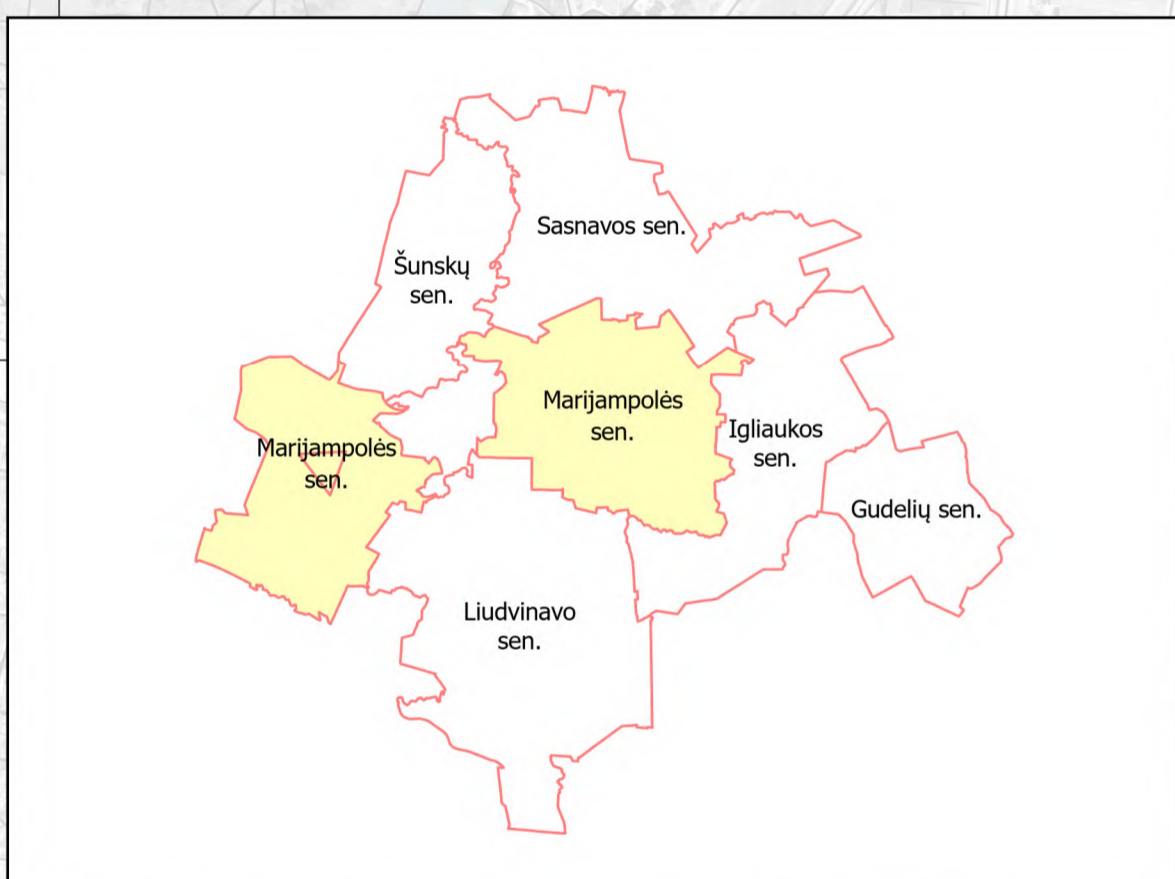 Sasnavos sen.
Šunskų
sen.
Marijampolės
sen.
Igliaukos
sen.
Marijampolės
sen.
Gudelių sen.
Liudvinavo
sen.